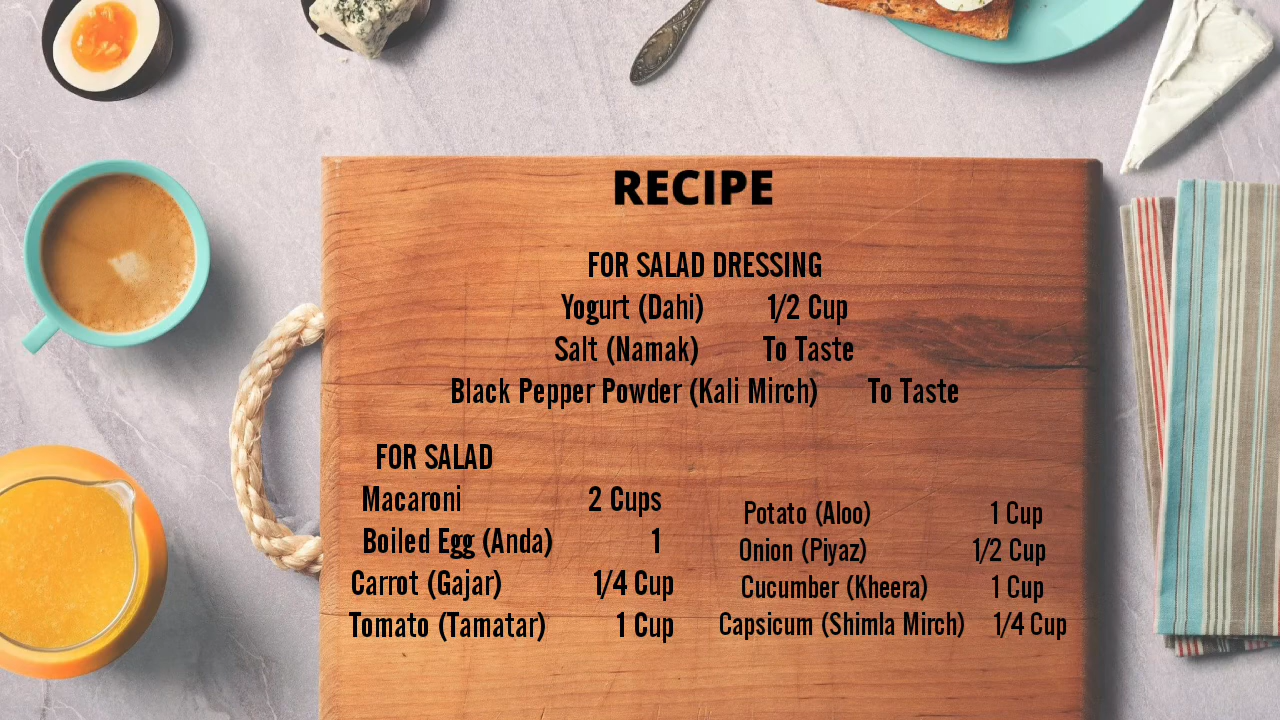 RECIPE
FOR SALAD DRESSING
Yogurt (Dahi) 1/2 Cup
Salt (Namak) To Taste
Black Pepper Powder (Kali Mirch) To Taste
FOR SALAD
Macaroni 2 Cups
Boiled Egg (Anda) 1
Carrot (Gajar) 1/4 Cup
Tomato (Tamatar) 1 Cup
Potato (Aloo) 1 Cup
Onion (Piyaz) 1/2 Cup
Cucumber (Kheera) 1 Cup
Capsicum (Shimla Mirch) 1/4 Cup